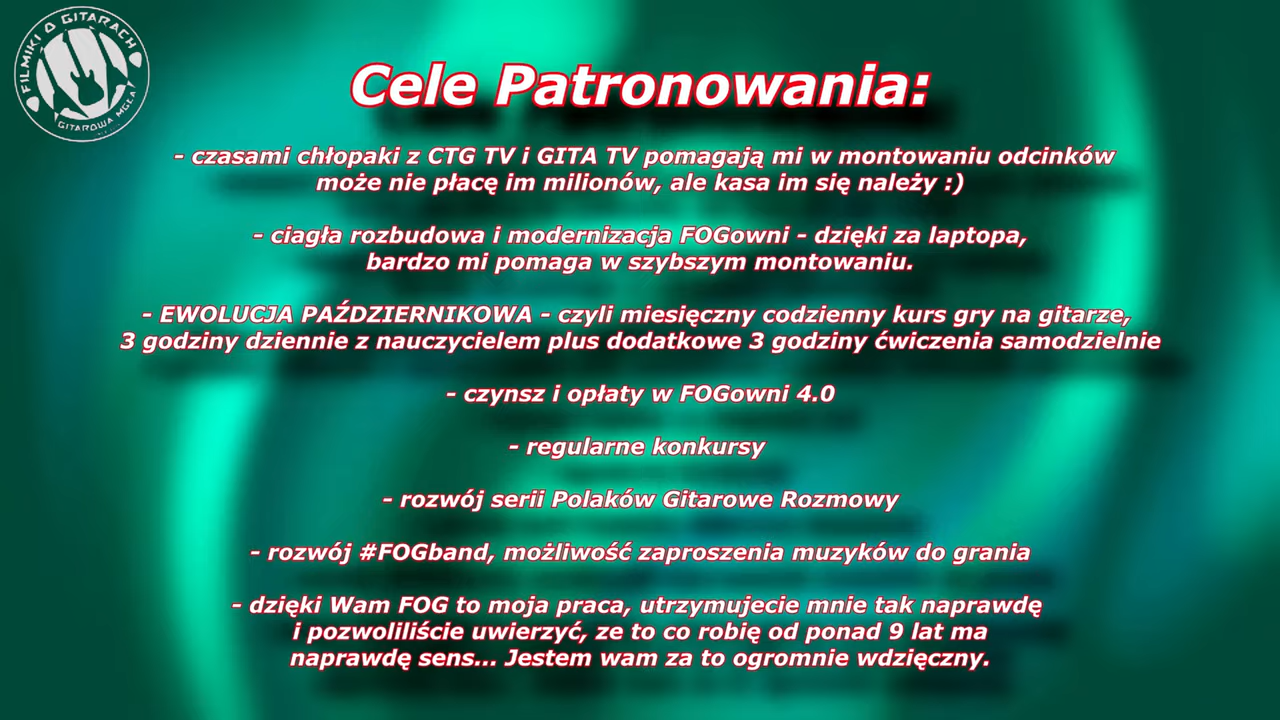 FILMIKI O GITARACH
GITAROWA MGŁA
Cele Patronowania:
- czasami chłopaki z CTG TV i GITA TV pomagają mi w montowaniu odcinków
może nie płacę im milionów, ale kasa im się należy :)
- ciagła rozbudowa i modernizacja FOGowni - dzięki za laptopa,
bardzo mi pomaga w szybszym montowaniu.
- EWOLUCJA PAŹDZIERNIKOWA - czyli miesięczny codzienny kurs gry na gitarze,
3 godziny dziennie z nauczycielem plus dodatkowe 3 godziny ćwiczenia samodzielnie
- czynsz i opłaty w FOGowni 4.0
- regularne konkursy
- rozwój serii Polaków Gitarowe Rozmowy
- rozwój #FOGband, możliwość zaproszenia muzyków do grania
- dzięki Wam FOG to moja praca, utrzymujecie mnie tak naprawdę
i pozwoliliście uwierzyć, ze to co robię od ponad 9 lat ma
naprawdę sens... Jestem wam za to ogromnie wdzięczny.